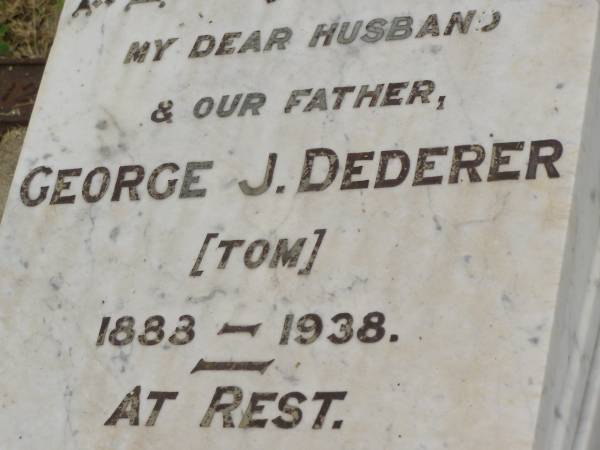 MY DEAR HUSBAND
& OUR FATHER,
GEORGE J. DEDERER
[TOM]
1883 — 1938.
AT REST.